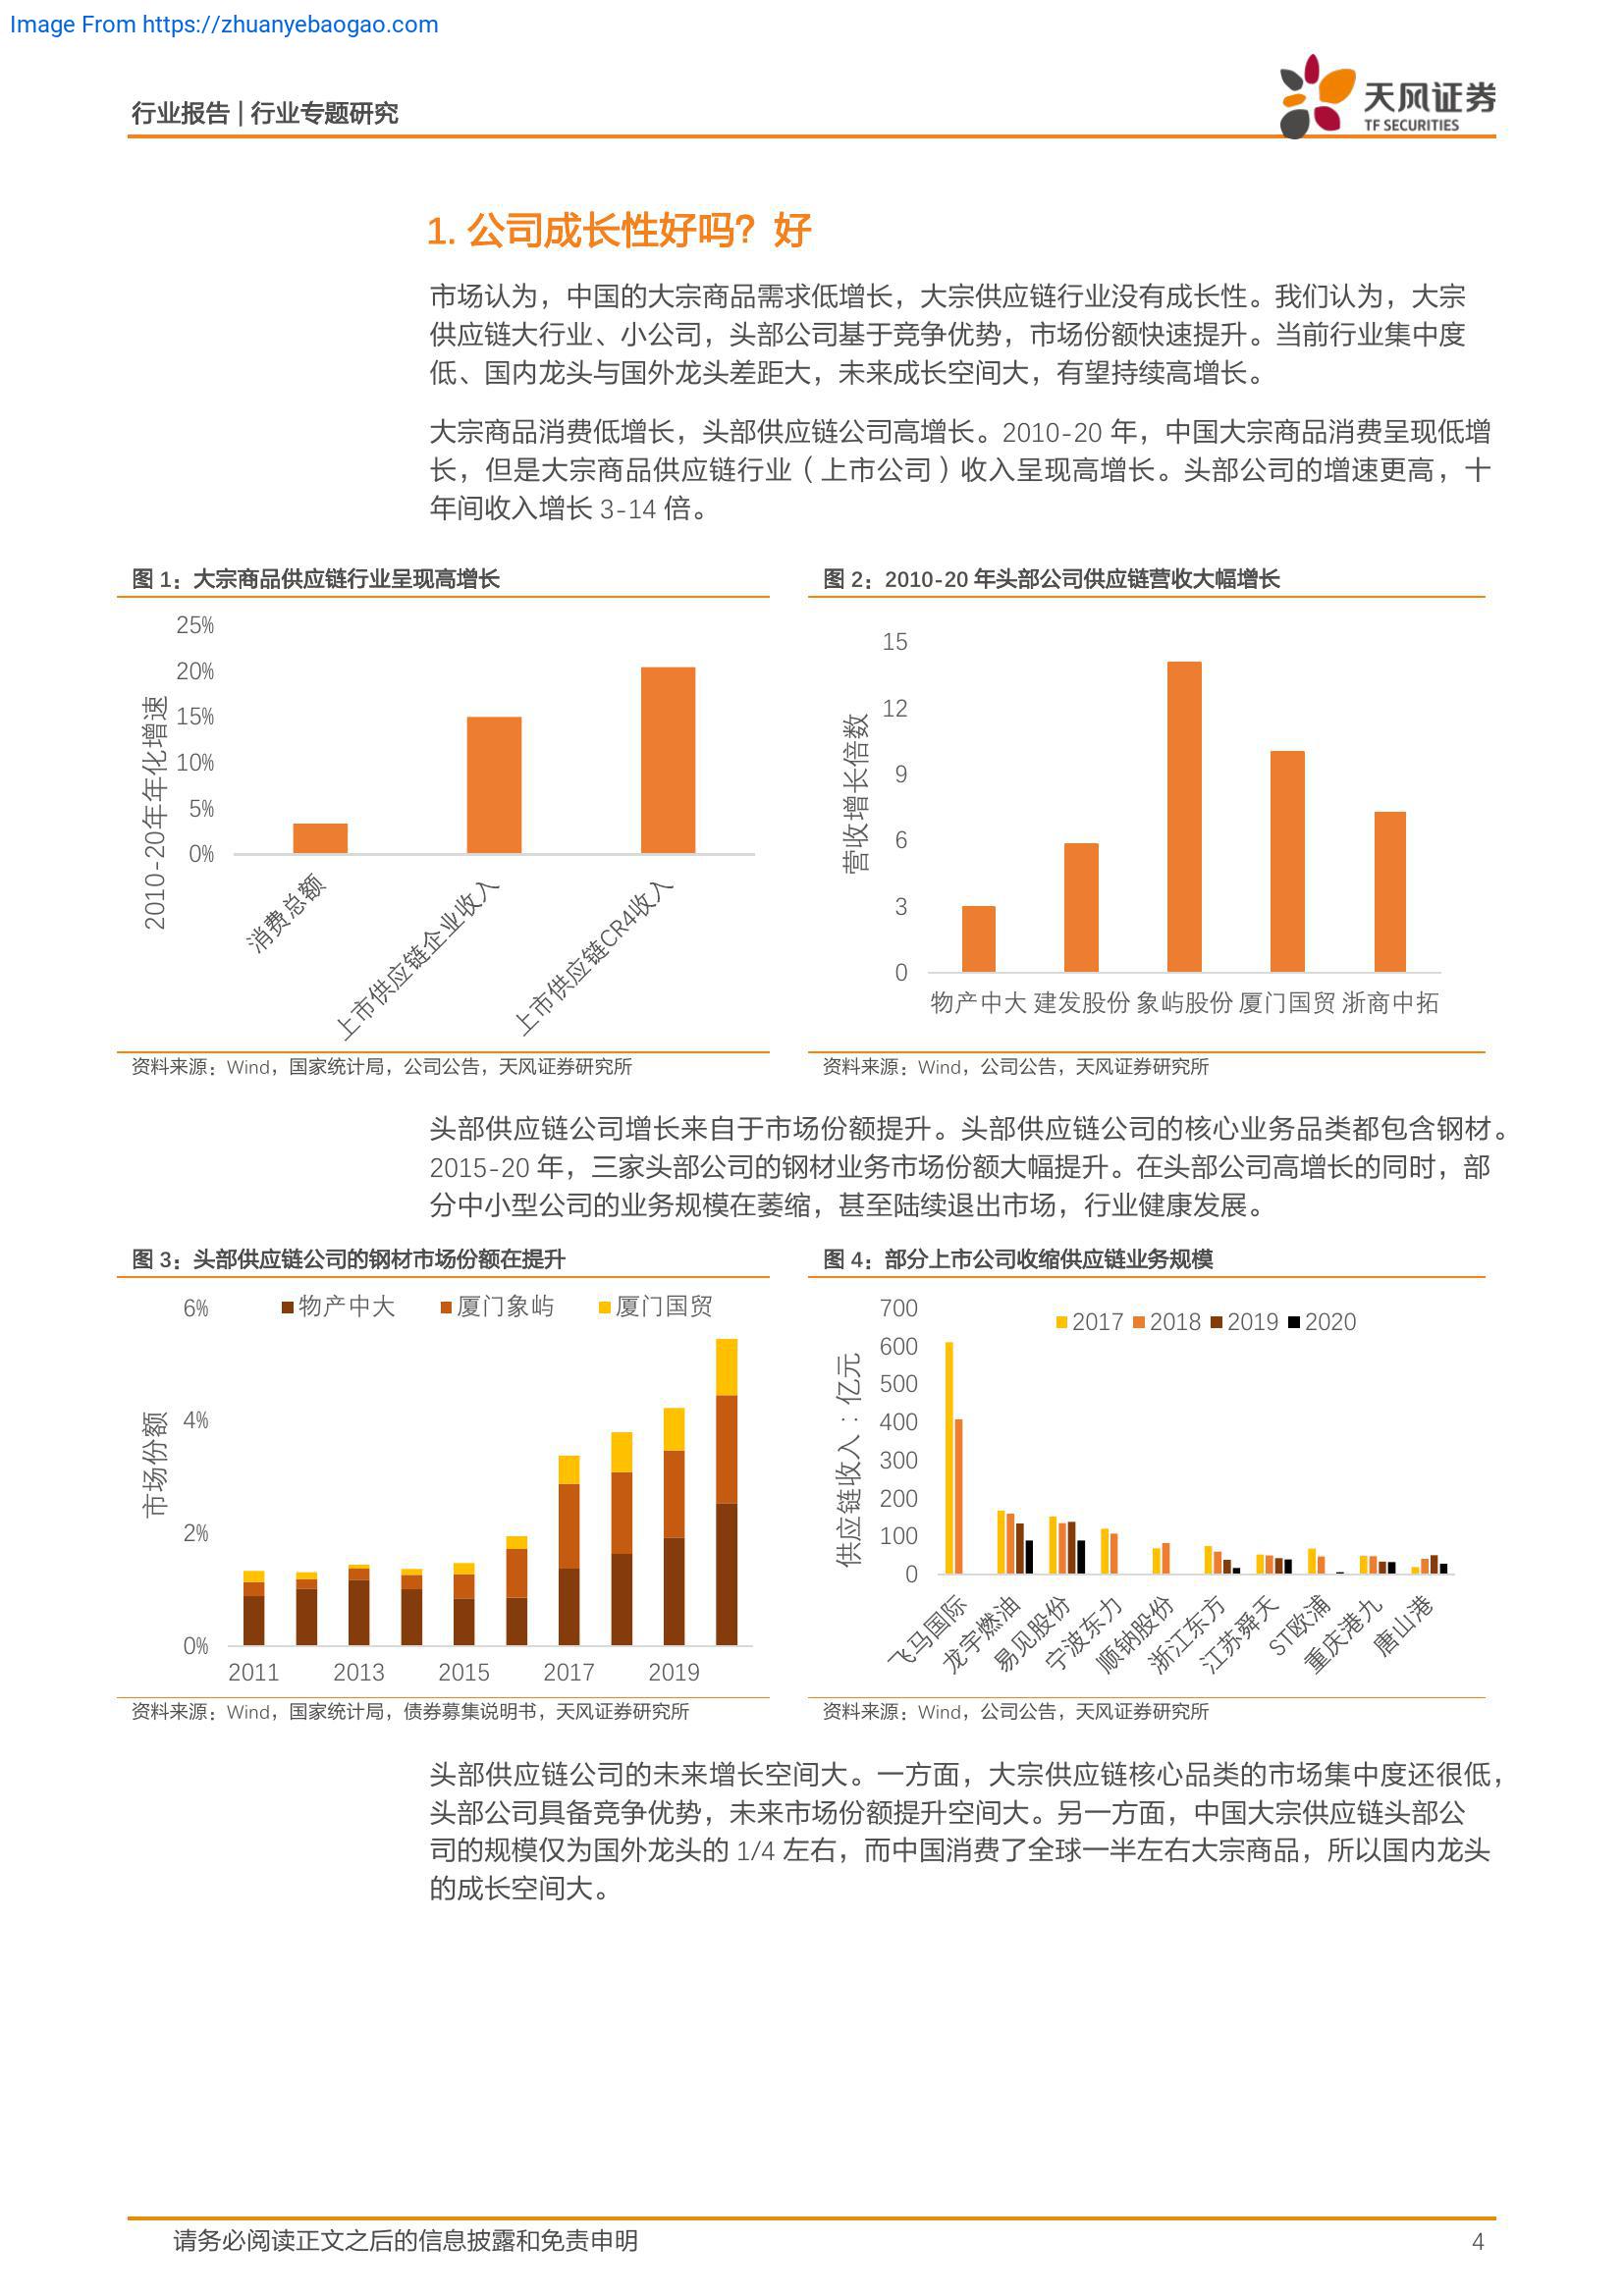 Image From https://zhuanyebaogao.com
行业报告 | 行业专题研究
天风证券
TF SECURITIES
1. 公司成长性好吗？好
市场认为，中国的大宗商品需求低增长，大宗供应链行业没有成长性。我们认为，大宗
供应链大行业、小公司，头部公司基于竞争优势，市场份额快速提升。当前行业集中度
低、国内龙头与国外龙头差距大，未来成长空间大，有望持续高增长。
大宗商品消费低增长，头部供应链公司高增长。2010-20 年，中国大宗商品消费呈现低增
长，但是大宗商品供应链行业（上市公司）收入呈现高增长。头部公司的增速更高，十
年间收入增长 3-14 倍。
图 1：大宗商品供应链行业呈现高增长
25%
20%
15%
10%
5%
0%
2010-20年年化增速
消费总额
上市供应链企业收入
上市供应链CR4收入
资料来源：Wind，国家统计局，公司公告，天风证券研究所
图 2：2010-20 年头部公司供应链营收大幅增长
15
12
9
6
3
0
营收增长倍数
物产中大 建发股份 象屿股份 厦门国贸 浙商中拓
资料来源：Wind，公司公告，天风证券研究所
头部供应链公司增长来自于市场份额提升。头部供应链公司的核心业务品类都包含钢材。
2015-20 年，三家头部公司的钢材业务市场份额大幅提升。在头部公司高增长的同时，部
分中小型公司的业务规模在萎缩，甚至陆续退出市场，行业健康发展。
图 3：头部供应链公司的钢材市场份额在提升
物产中大 厦门象屿 厦门国贸
6%
4%
2%
0%
市场份额
2011 2013 2015 2017 2019
资料来源：Wind，国家统计局，债券募集说明书，天风证券研究所
图 4：部分上市公司收缩供应链业务规模
2017 2018 2019 2020
700
600
500
400
300
200
100
0
供应链收入：亿元
飞马国际
龙宇燃油
易见股份
宁波东力
顺钠股份
浙江东方
江苏舜天
ST欧浦
重庆港九
唐山港
资料来源：Wind，公司公告，天风证券研究所
头部供应链公司的未来增长空间大。一方面，大宗供应链核心品类的市场集中度还很低，
头部公司具备竞争优势，未来市场份额提升空间大。另一方面，中国大宗供应链头部公
司的规模仅为国外龙头的 1/4 左右，而中国消费了全球一半左右大宗商品，所以国内龙头
的成长空间大。
请务必阅读正文之后的信息披露和免责申明
4